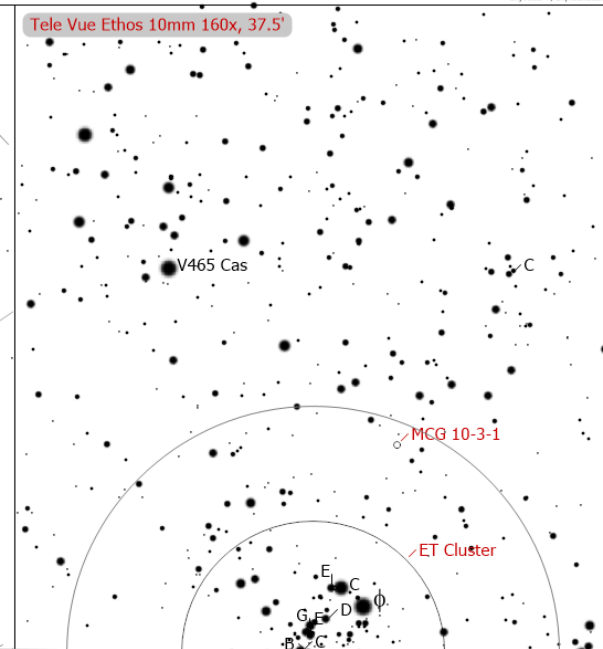 Tele Vue Ethos 10mm 160x, 37.5'
V465 Cas
C
MCG 10-3-1
ET Cluster
E
C
ϕ
D
G
E
B
C